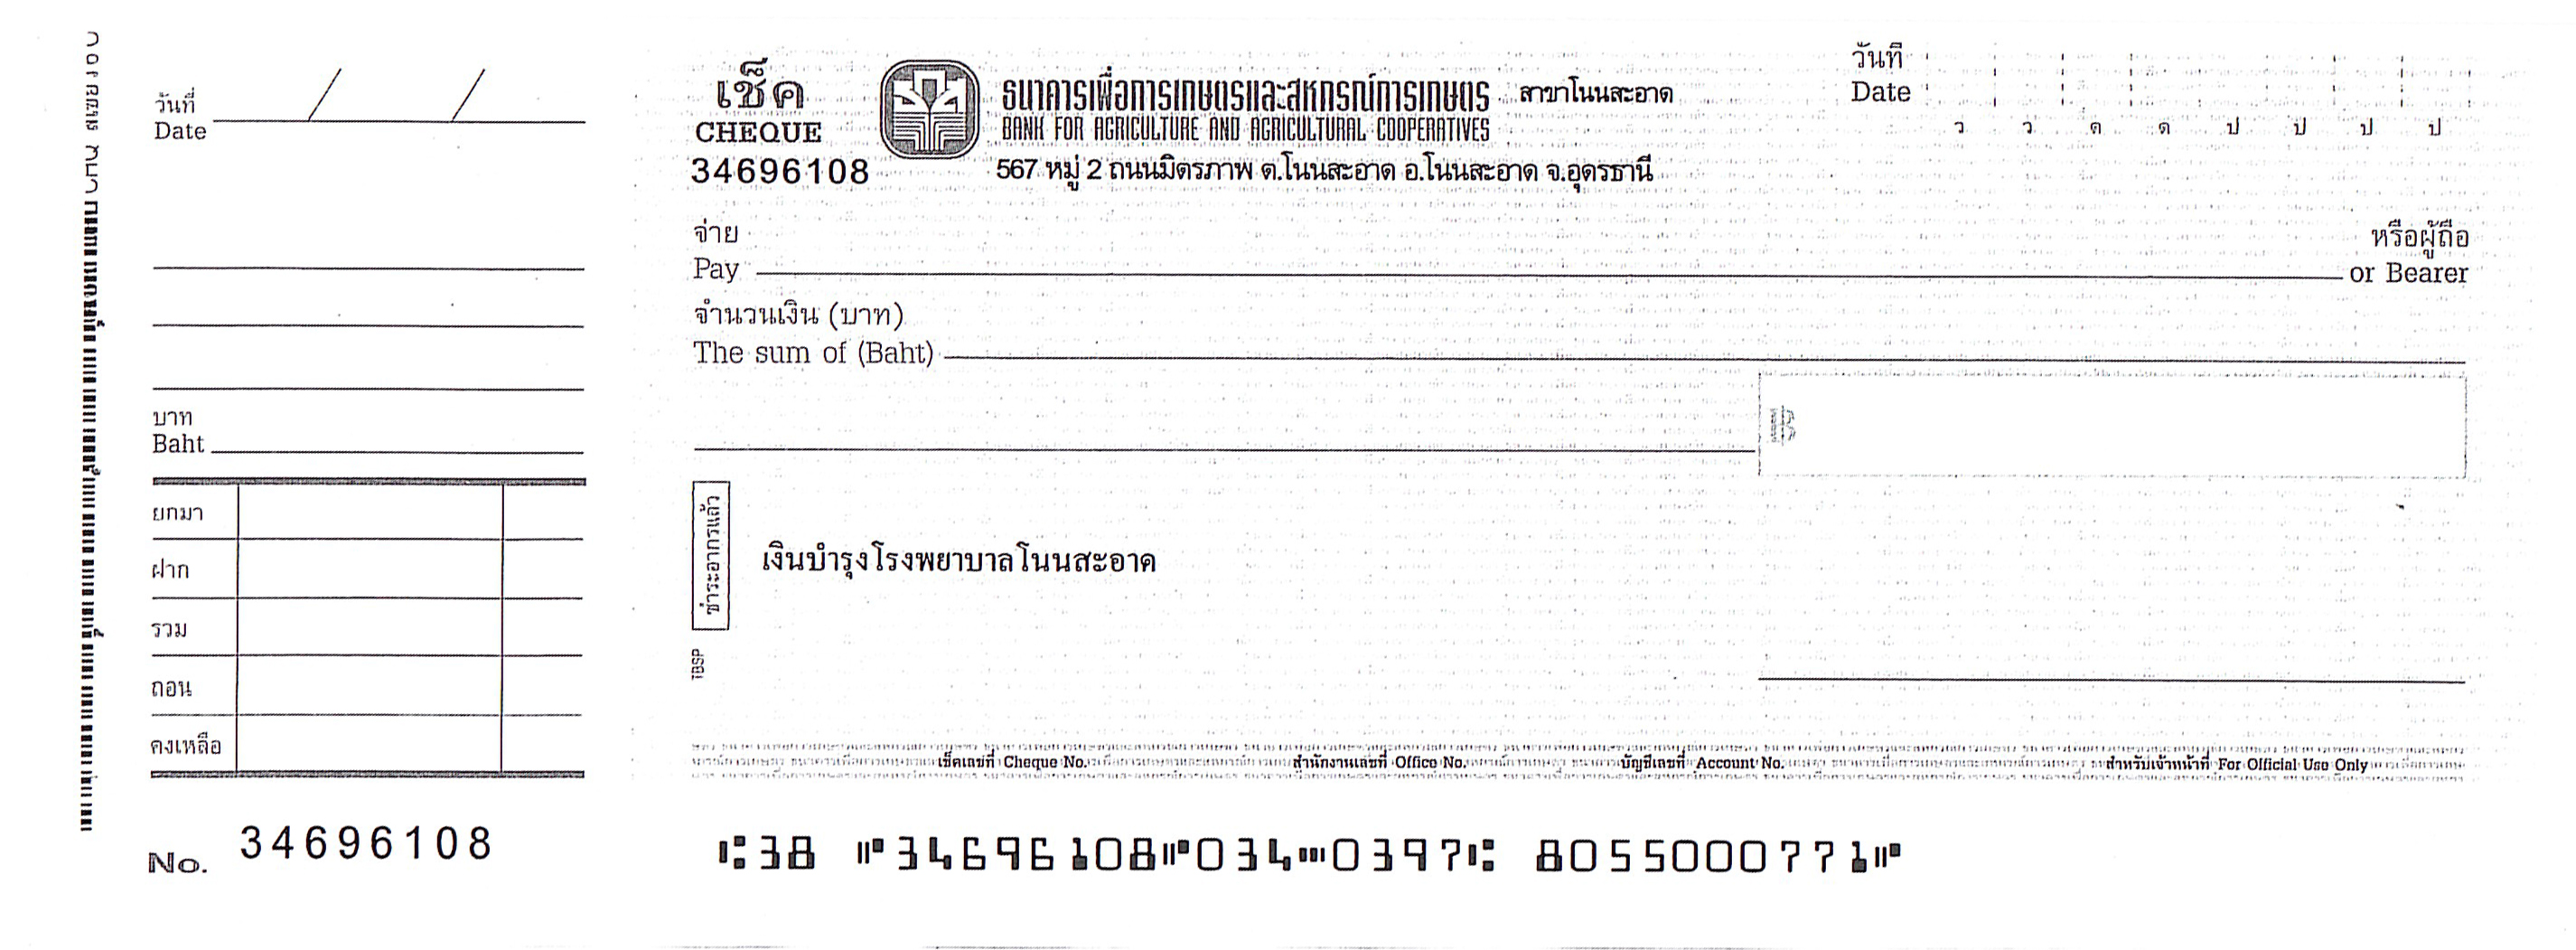 วันที่
Date
บาท
Baht
ยกมา
ฝาก
รวม
ถอน
คงเหลือ
No. 34696108
เช็ค
CHEQUE
34696108
ธนาคารเพื่อการเกษตรและสหกรณ์การเกษตร สาขาโนนสะอาด
BANK FOR AGRICULTURE AND AGRICULTURAL COOPERATIVES
567 หมู่ 2 ถนนมิตรภาพ ต.โนนสะอาด อ.โนนสะอาด จ.อุดรธานี
วันที่
Date
ว ว ด ด ป ป ป ป
จ่าย หรือผู้ถือ
Pay or Bearer
จำนวนเงิน (บาท)
The sum of (Baht)
฿
ชำระอากรแล้ว
เงินบำรุงโรงพยาบาลโนนสะอาด
TBSP
เช็คเลขที่ Cheque No. สำนักงานเลขที่ Office No. บัญชีเลขที่ Account No. สำหรับเจ้าหน้าที่ For Official Use Only
⑆38 ⑈34696108⑈034⑉0397⑆ 8055000771⑈